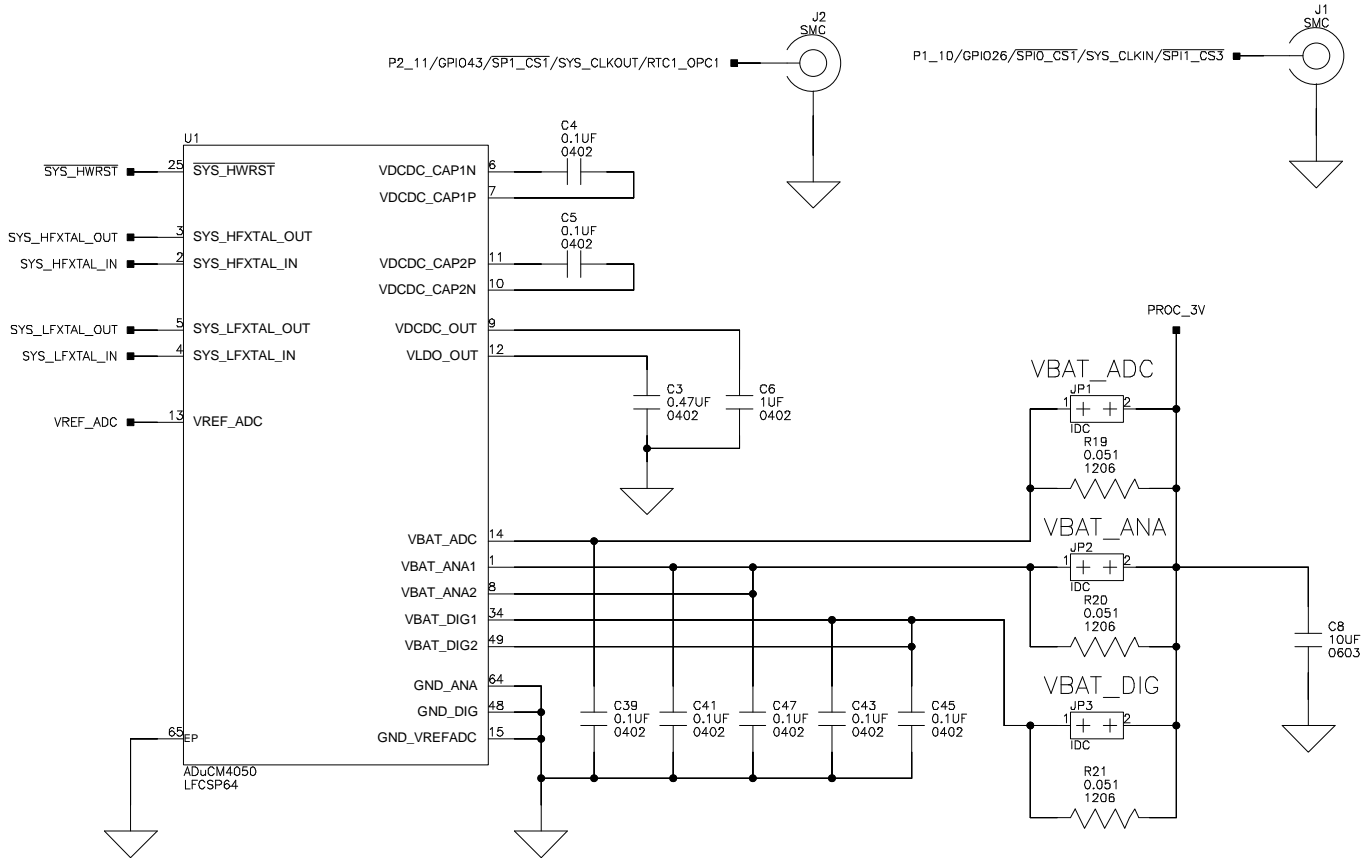 J2
SMC
P2_11/GPIO43/SP1_CS1/SYS_CLKOUT/RTC1_OPC1
J1
SMC
P1_10/GPIO26/SPI0_CS1/SYS_CLKIN/SPI1_CS3
U1
SYS_HWRST
25
SYS_HWRST
SYS_HFXTAL_OUT
3
SYS_HFXTAL_OUT
SYS_HFXTAL_IN
2
SYS_HFXTAL_IN
SYS_LFXTAL_OUT
5
SYS_LFXTAL_OUT
SYS_LFXTAL_IN
4
SYS_LFXTAL_IN
VREF_ADC
13
VREF_ADC
65
EP
ADuCM4050
LFCSP64
VDCDC_CAP1N
6
VDCDC_CAP1P
7
C4
0.1UF
0402
VDCDC_CAP2P
11
VDCDC_CAP2N
10
C5
0.1UF
0402
VDCDC_OUT
9
VLDO_OUT
12
C3
0.47UF
0402
C6
1UF
0402
VBAT_ADC
14
VBAT_ANA1
1
VBAT_ANA2
8
VBAT_DIG1
34
VBAT_DIG2
49
GND_ANA
64
GND_DIG
48
GND_VREFADC
15
C39
0.1UF
0402
C41
0.1UF
0402
C47
0.1UF
0402
C43
0.1UF
0402
C45
0.1UF
0402
PROC_3V
VBAT_ADC
JP1
1
2
IDC
R19
0.051
1206
VBAT_ANA
JP2
1
2
IDC
R20
0.051
1206
VBAT_DIG
JP3
1
2
IDC
R21
0.051
1206
C8
10UF
0603